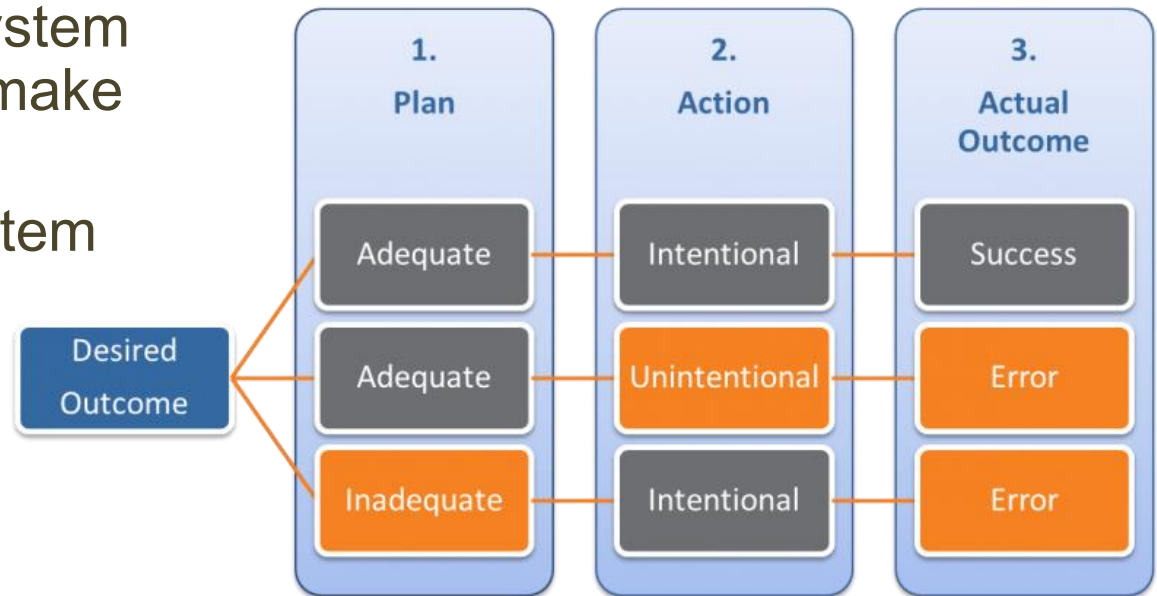 ystem
make
tem
Desired
Outcome
1.
Plan
Adequate
Adequate
Inadequate
2.
Action
Intentional
Unintentional
Intentional
3.
Actual
Outcome
Success
Error
Error